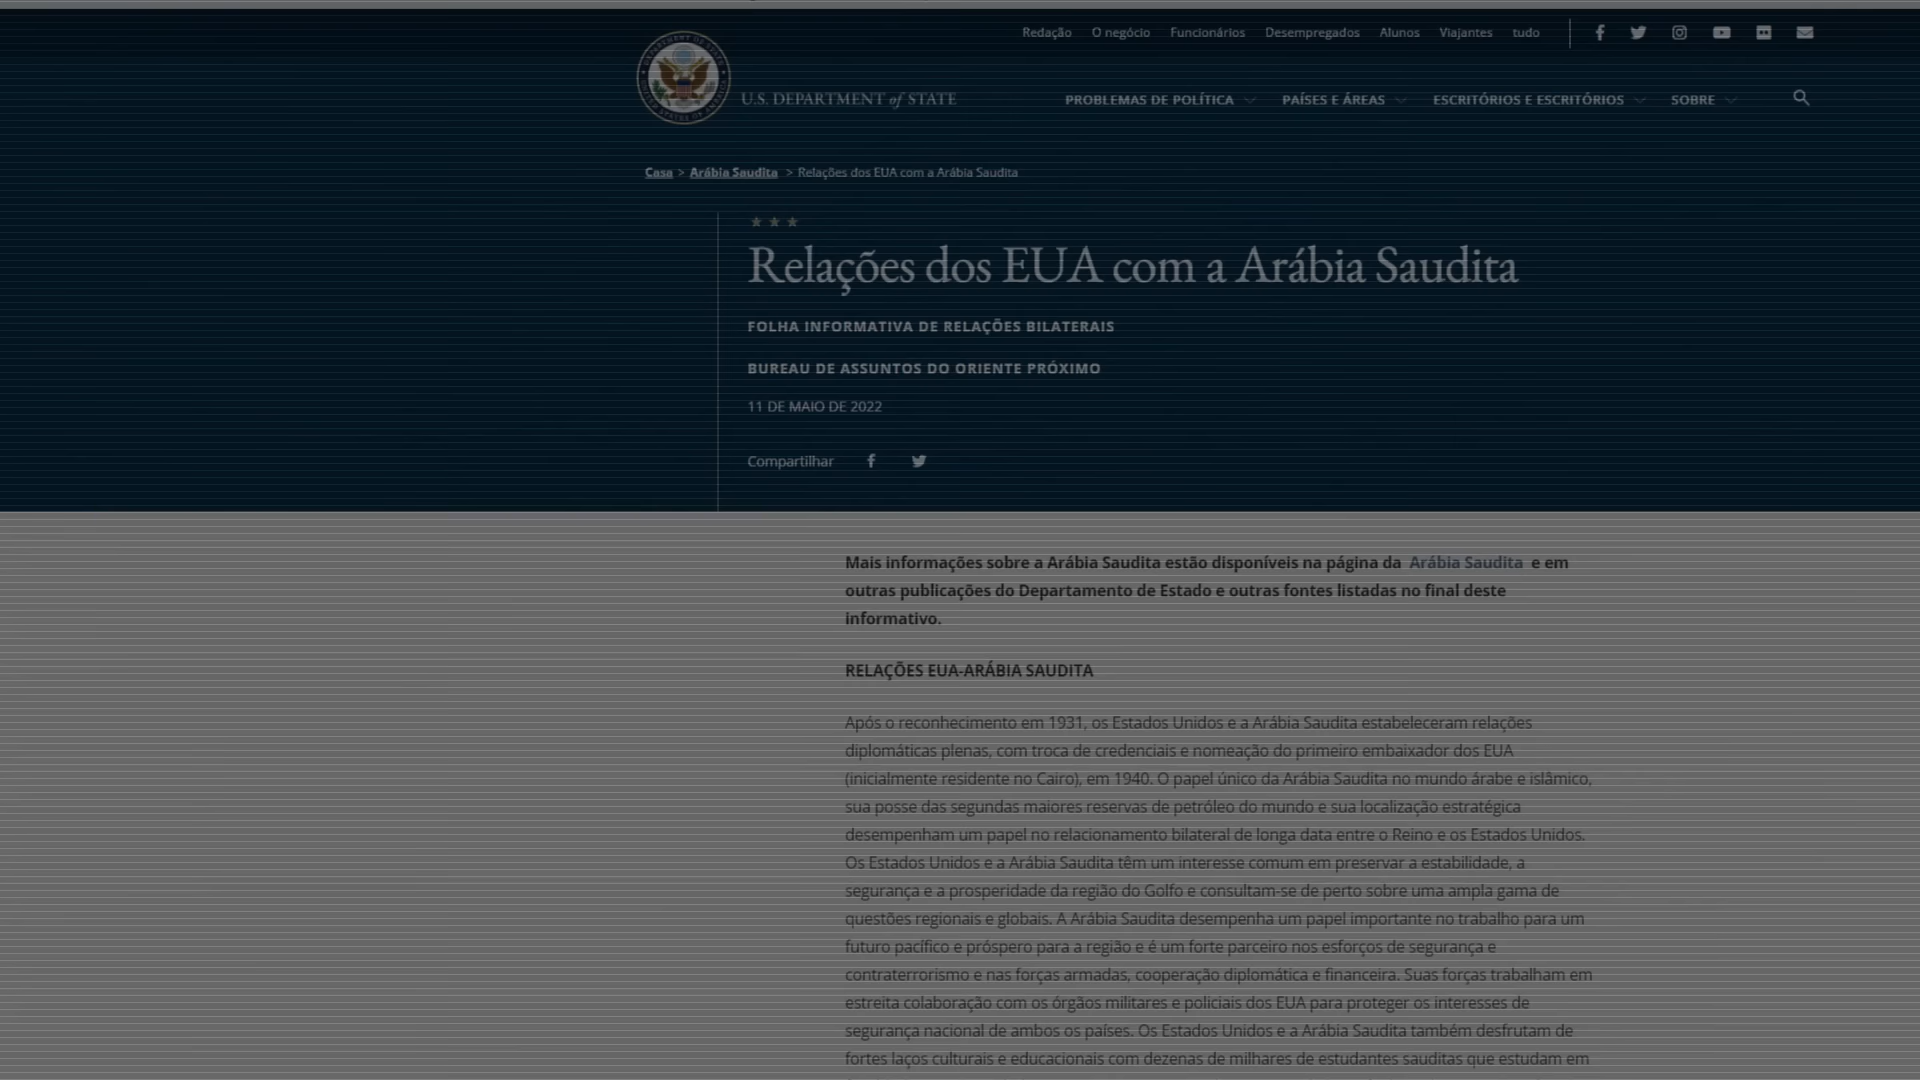 Redação O negócio Funcionários Desempregados Alunos Viajantes tudo
U.S. DEPARTMENT of STATE
PROBLEMAS DE POLÍTICA PAÍSES E ÁREAS ESCRITÓRIOS E ESCRITÓRIOS SOBRE
Casa > Arábia Saudita > Relações dos EUA com a Arábia Saudita
Relações dos EUA com a Arábia Saudita
FOLHA INFORMATIVA DE RELAÇÕES BILATERAIS
BUREAU DE ASSUNTOS DO ORIENTE PRÓXIMO
11 DE MAIO DE 2022
Compartilhar
Mais informações sobre a Arábia Saudita estão disponíveis na página da Arábia Saudita e em
outras publicações do Departamento de Estado e outras fontes listadas no final deste
informativo.
RELAÇÕES EUA-ARÁBIA SAUDITA
Após o reconhecimento em 1931, os Estados Unidos e a Arábia Saudita estabeleceram relações
diplomáticas plenas, com troca de credenciais e nomeação do primeiro embaixador dos EUA
(inicialmente residente no Cairo), em 1940. O papel único da Arábia Saudita no mundo árabe e islâmico,
sua posse das segundas maiores reservas de petróleo do mundo e sua localização estratégica
desempenham um papel no relacionamento bilateral de longa data entre o Reino e os Estados Unidos.
Os Estados Unidos e a Arábia Saudita têm um interesse comum em preservar a estabilidade, a
segurança e a prosperidade da região do Golfo e consultam-se de perto sobre uma ampla gama de
questões regionais e globais. A Arábia Saudita desempenha um papel importante no trabalho para um
futuro pacífico e próspero para a região e é um forte parceiro nos esforços de segurança e
contraterrorismo e nas forças armadas, cooperação diplomática e financeira. Suas forças trabalham em
estreita colaboração com os órgãos militares e policiais dos EUA para proteger os interesses de
segurança nacional de ambos os países. Os Estados Unidos e a Arábia Saudita também desfrutam de
fortes laços culturais e educacionais com dezenas de milhares de estudantes sauditas que estudam em